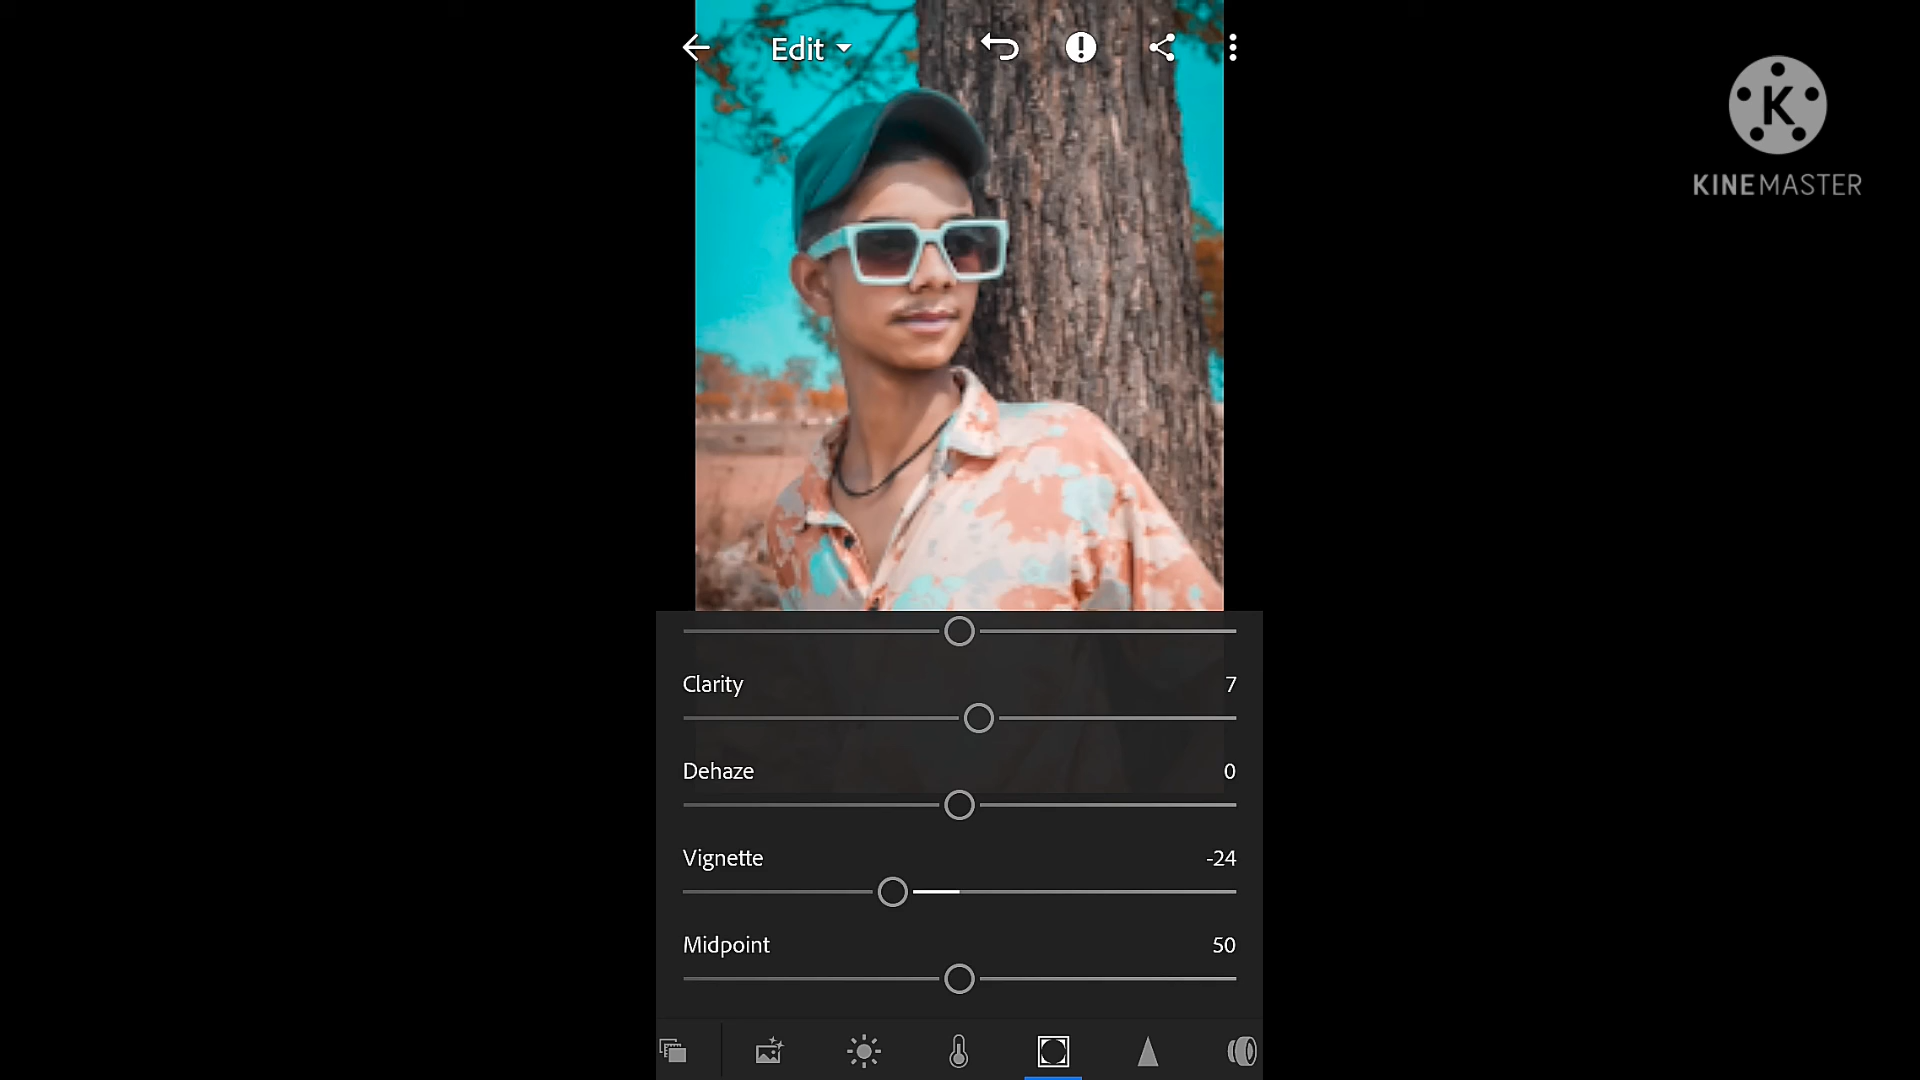 Edit
K
KINEMASTER
Clarity 7
Dehaze 0
Vignette -24
Midpoint 50